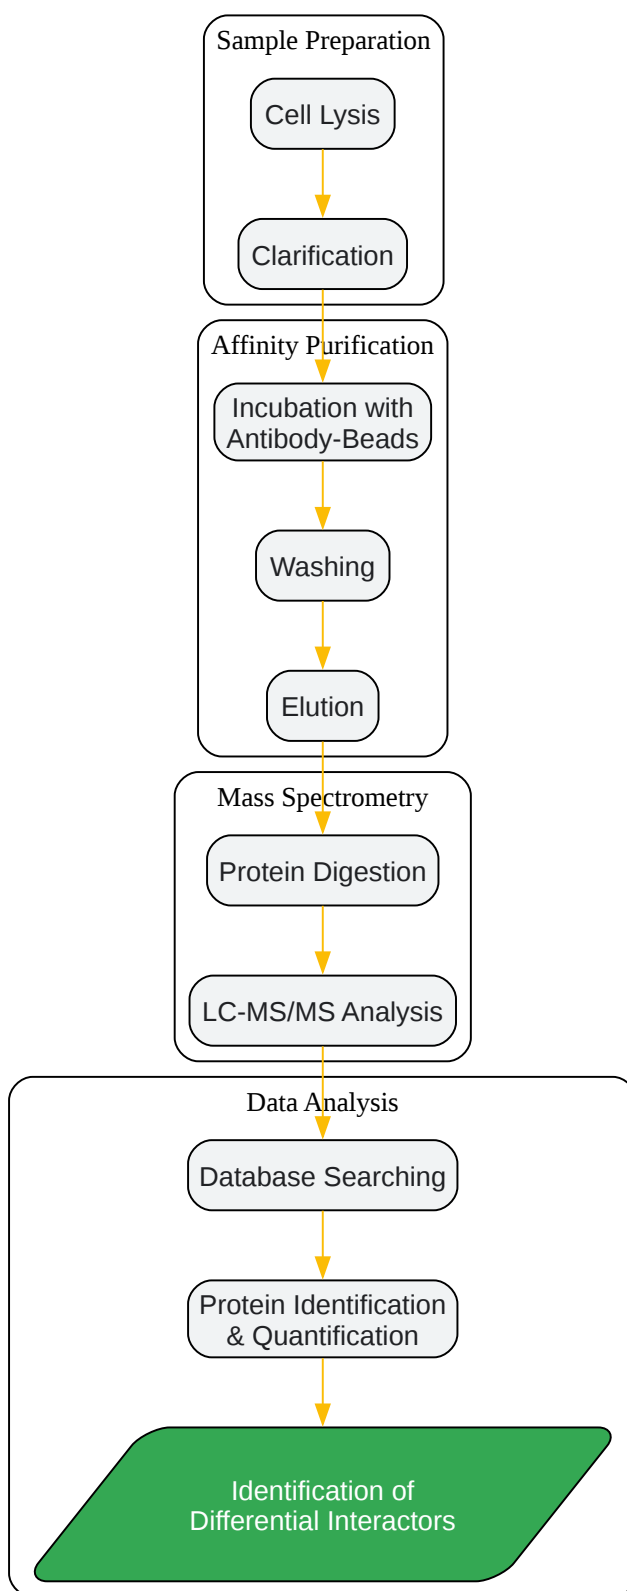 Sample Preparation
Cell Lysis
Clarification
Affinity Purification
Incubation with
Antibody-Beads
Washing
Elution
Mass Spectrometry
Protein Digestion
LC-MS/MS Analysis
Data Analysis
Database Searching
Protein Identification
& Quantification
Identification of
Differential Interactors